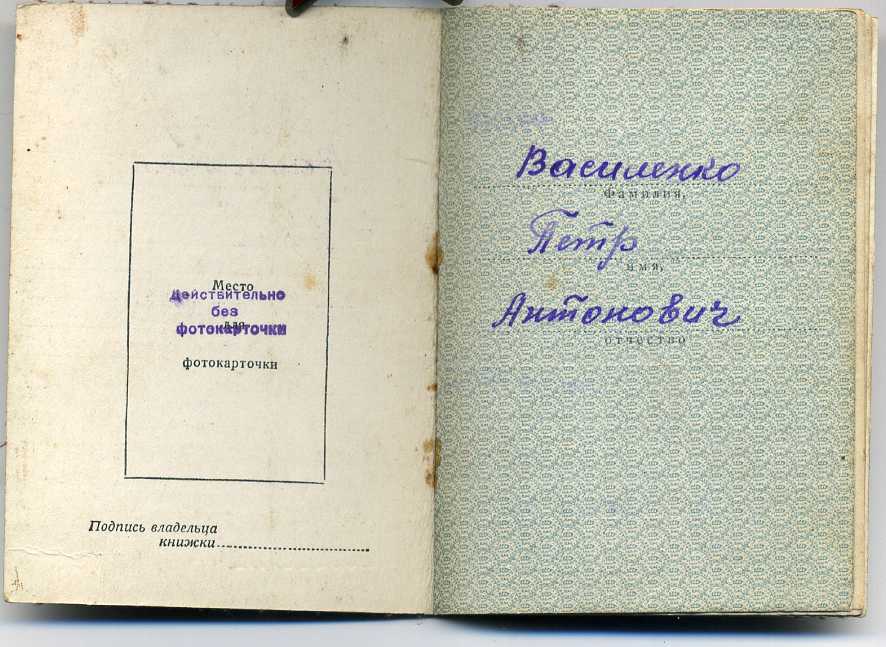 Место
Действительно
без
для
фотокарточки
фотокарточки
Подпись владельца
книжки
Василенко
Фамилия,
Петр
имя,
Антонович
отчество